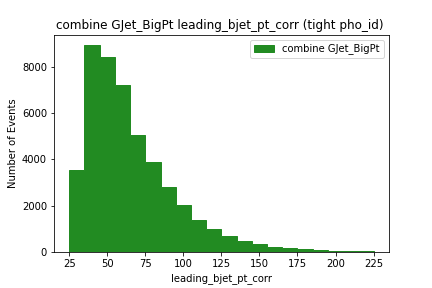 combine GJet_BigPt leading_bjet_pt_corr (tight pho_id)
combine GJet_BigPt
Number of Events
8000
6000
4000
2000
0
25 50 75 100 125 150 175 200 225
leading_bjet_pt_corr